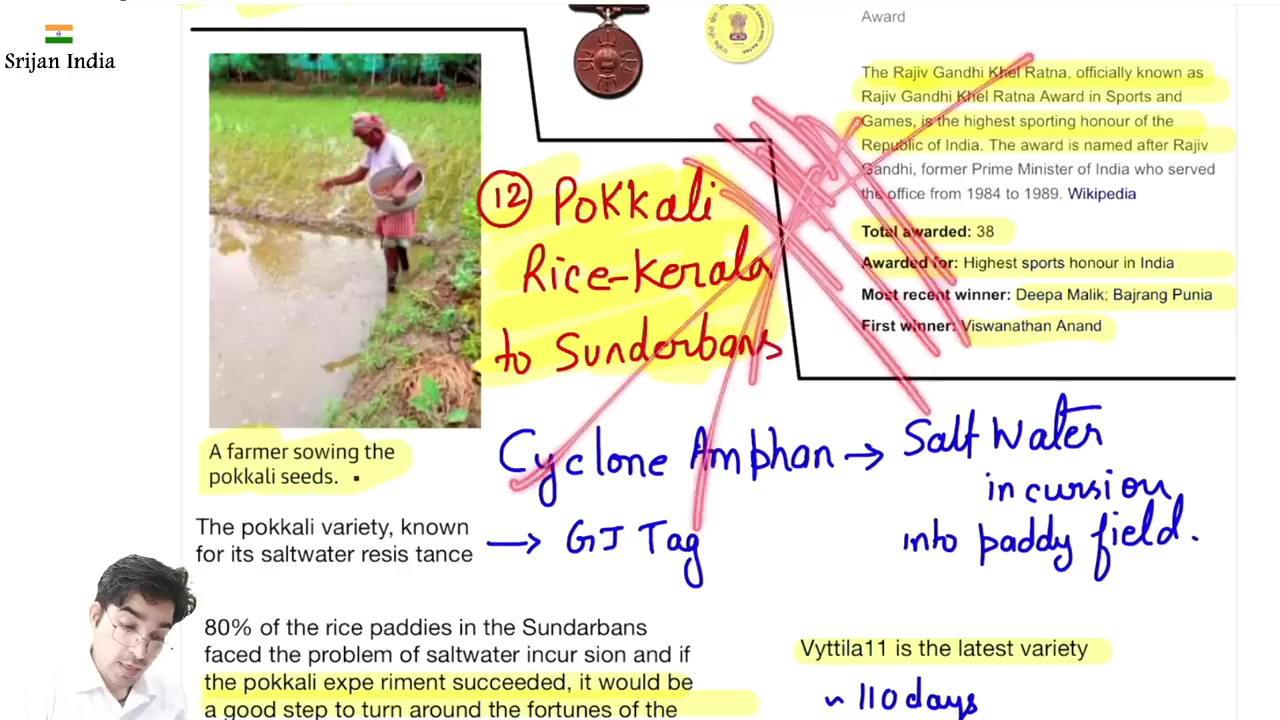 Srijan India
Award
The Rajiv Gandhi Khel Ratna, officially known as
Rajiv Gandhi Khel Ratna Award in Sports and
Games, is the highest sporting honour of the
Republic of India. The award is named after Rajiv
Gandhi, former Prime Minister of India who served
the office from 1984 to 1989. Wikipedia
Total awarded: 38
Awarded for: Highest sports honour in India
Most recent winner: Deepa Malik; Bajrang Punia
First winner: Viswanathan Anand
12 Pokkali
Rice-Kerala
to Sunderbans
A farmer sowing the
pokkali seeds.
Cyclone Amphan → Salt Water
incursion
into paddy field.
The pokkali variety, known
for its saltwater resis tance
→ GI Tag
80% of the rice paddies in the Sundarbans
faced the problem of saltwater incur sion and if
the pokkali expe riment succeeded, it would be
a good step to turn around the fortunes of the
Vyttila11 is the latest variety
~ 110 days